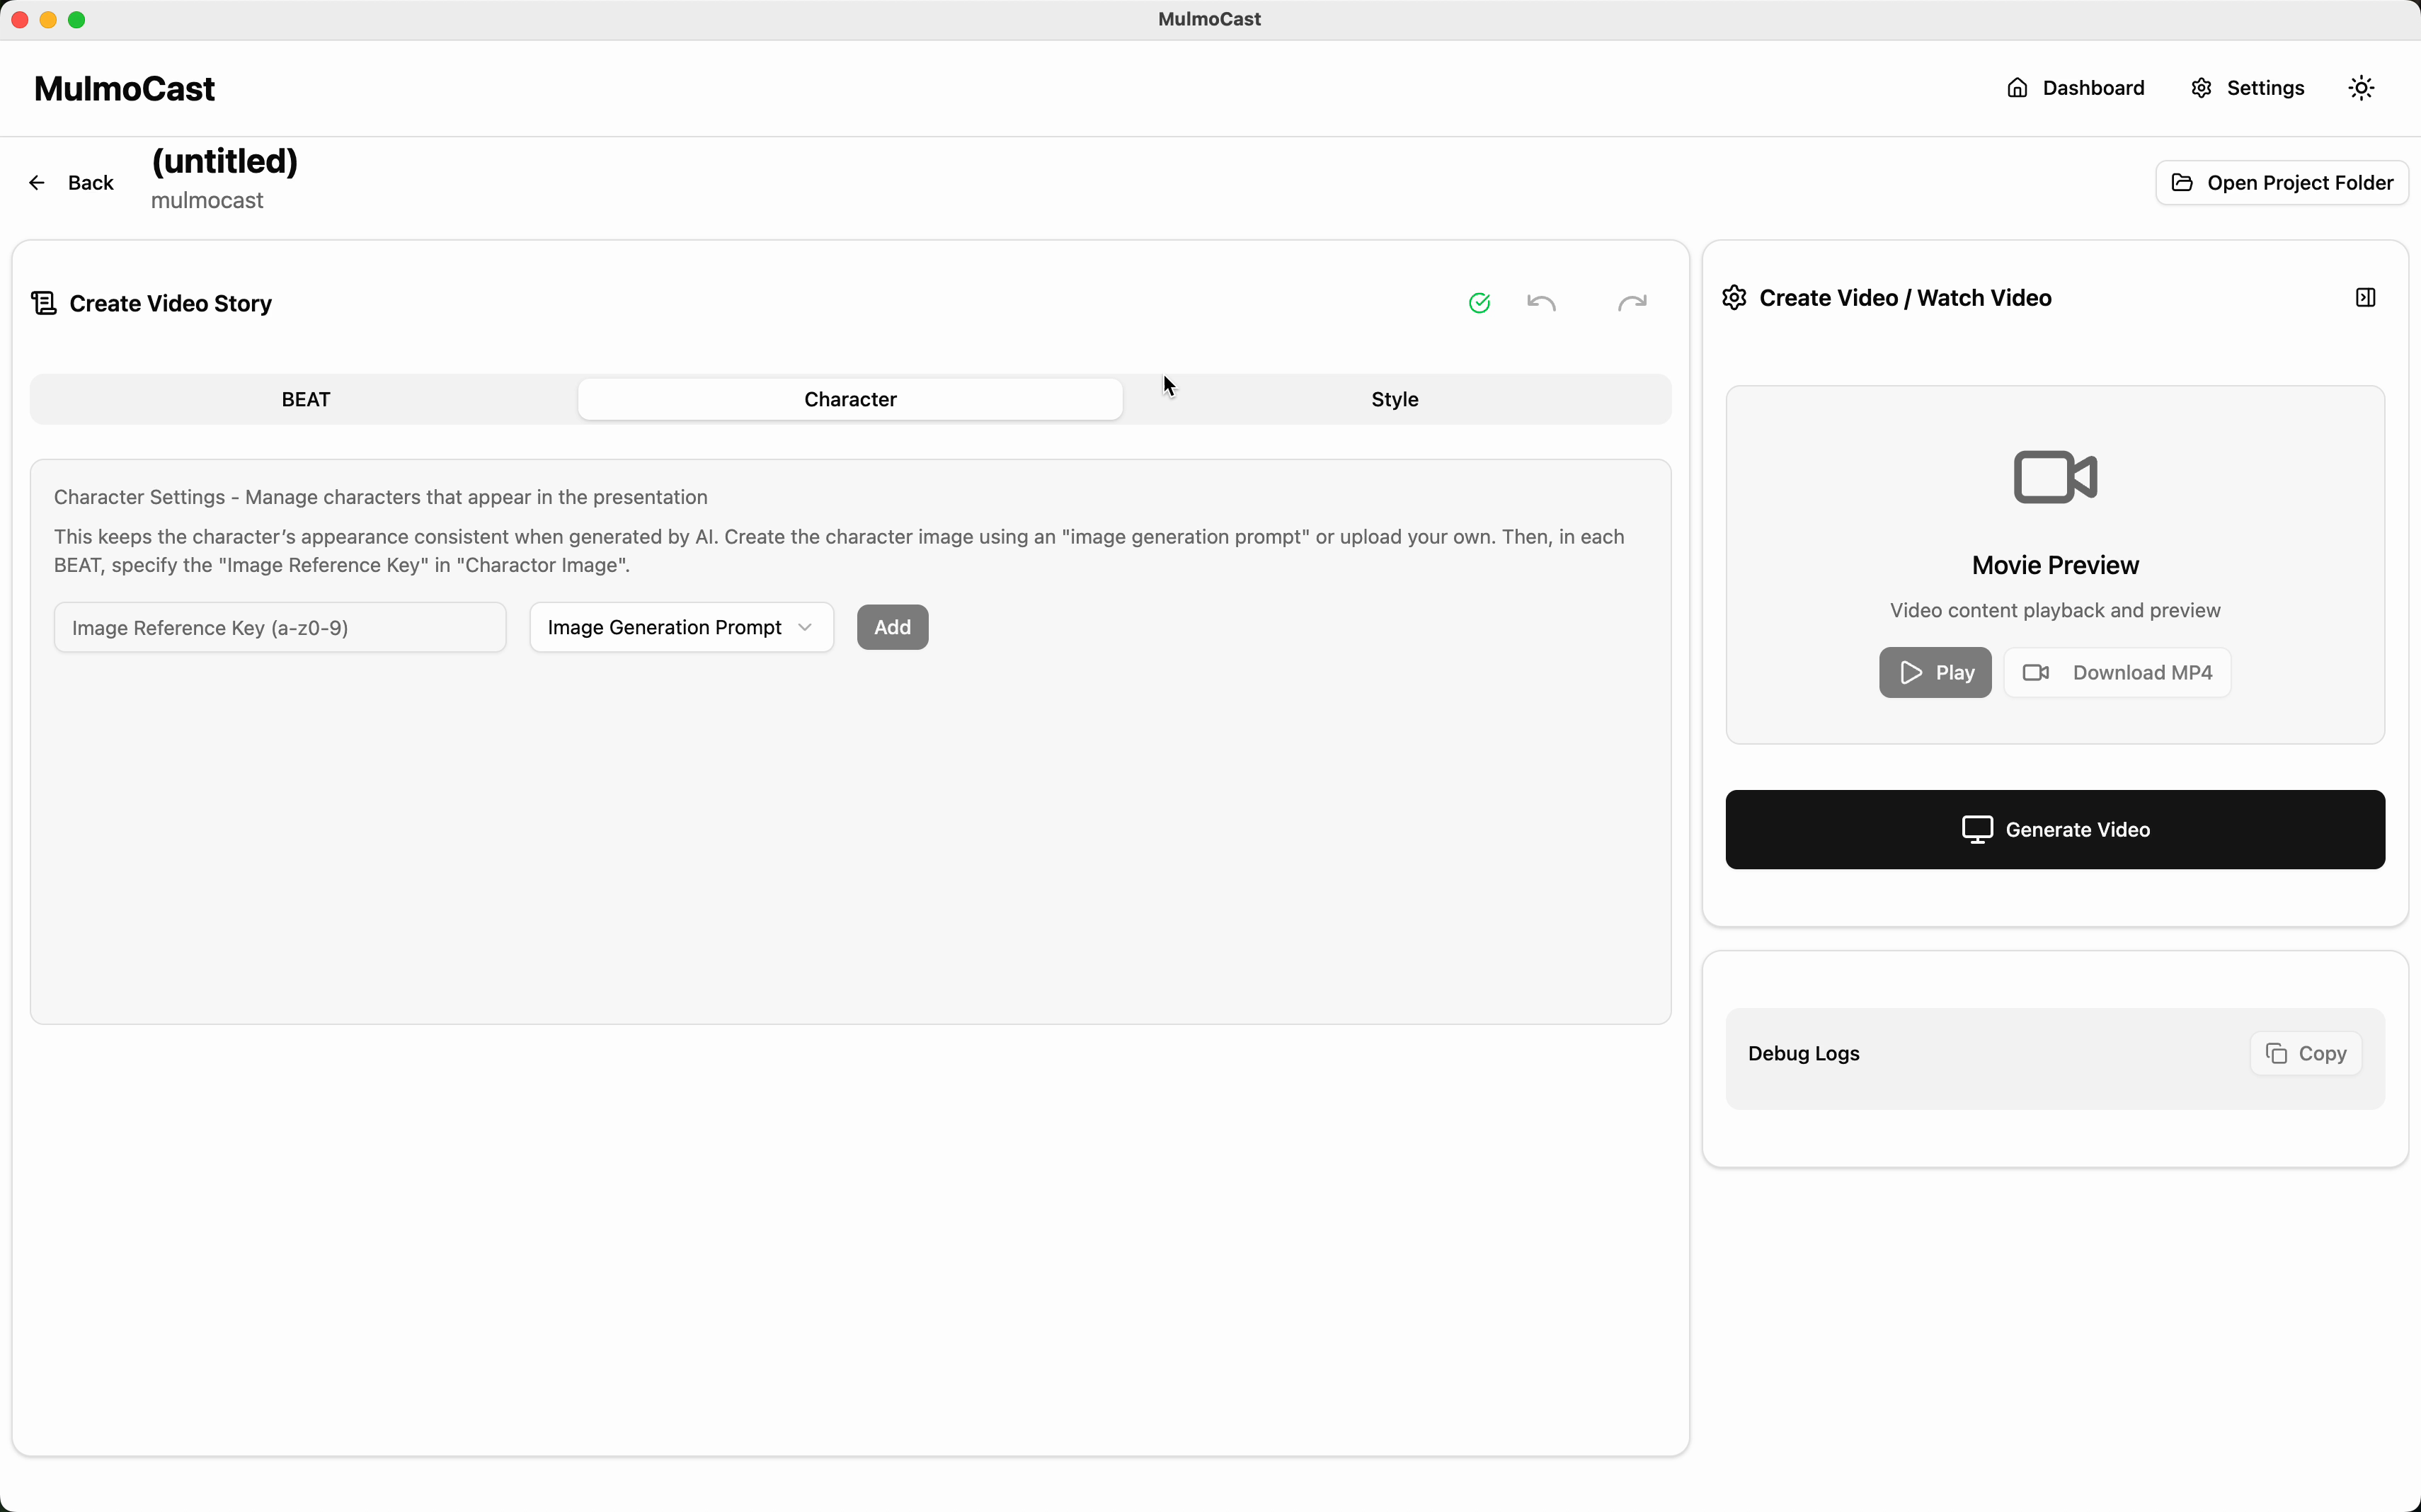 MulmoCast
MulmoCast
Dashboard
Settings
Back
(untitled)
mulmocast
Open Project Folder
Create Video Story
BEAT
Character
Style
Character Settings - Manage characters that appear in the presentation
This keeps the character’s appearance consistent when generated by AI. Create the character image using an "image generation prompt" or upload your own. Then, in each
BEAT, specify the "Image Reference Key" in "Charactor Image".
Image Reference Key (a-z0-9)
Image Generation Prompt
Add
Create Video / Watch Video
Movie Preview
Video content playback and preview
Play
Download MP4
Generate Video
Debug Logs
Copy